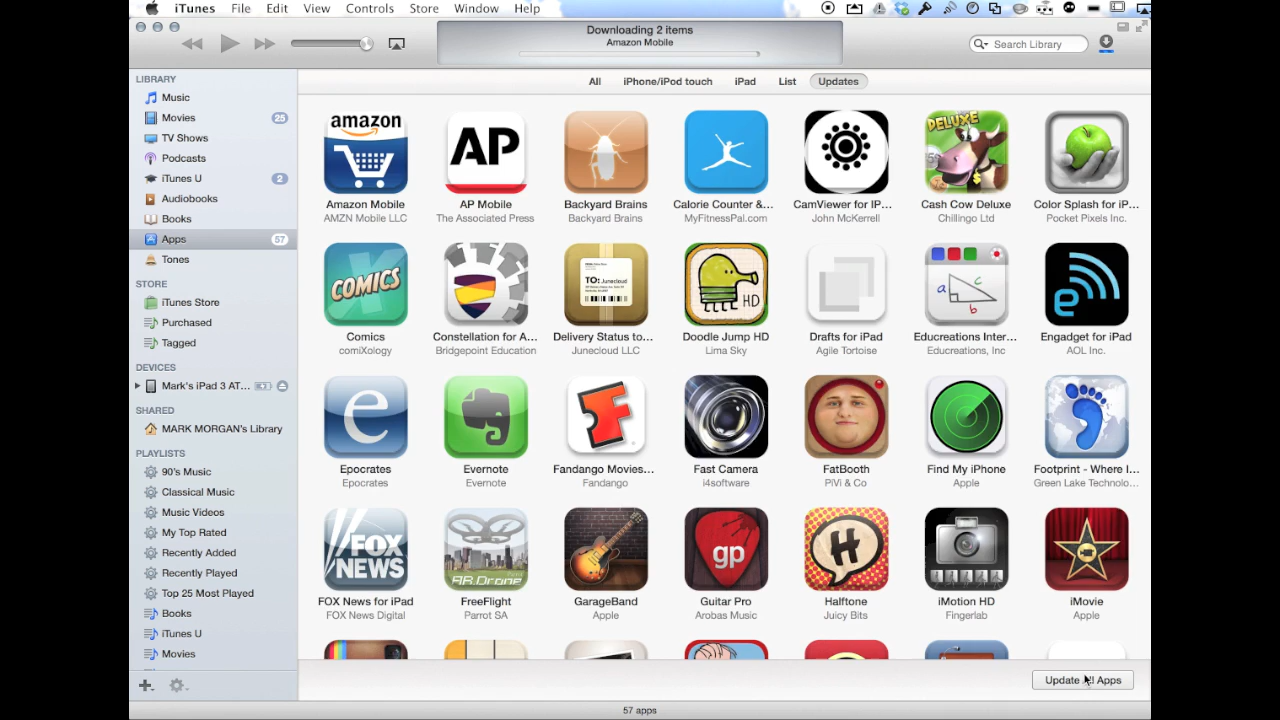 iTunes File Edit View Controls Store Window Help
Downloading 2 items
Amazon Mobile
Search Library
LIBRARY
Music
Movies 25
TV Shows
Podcasts
iTunes U 2
Audiobooks
Books
Apps 57
Tones
STORE
iTunes Store
Purchased
Tagged
DEVICES
Mark's iPad 3 AT...
SHARED
MARK MORGAN's Library
PLAYLISTS
90's Music
Classical Music
Music Videos
My Top Rated
Recently Added
Recently Played
Top 25 Most Played
Books
iTunes U
Movies
All iPhone/iPod touch iPad List Updates
amazon AP DELUXE
Amazon Mobile AP Mobile Backyard Brains Calorie Counter &... CamViewer for IP... Cash Cow Deluxe Color Splash for iP...
AMZN Mobile LLC The Associated Press Backyard Brains MyFitnessPal.com John McKerrell Chillingo Ltd Pocket Pixels Inc.
COMICS TO: Junecloud HD a c b e
Comics Constellation for A... Delivery Status to... Doodle Jump HD Drafts for iPad Educreations Inter... Engadget for iPad
comiXology Bridgepoint Education Junecloud LLC Lima Sky Agile Tortoise Educreations, Inc AOL Inc.
e F
Epocrates Evernote Fandango Movies... Fast Camera FatBooth Find My iPhone Footprint - Where I...
Epocrates Evernote Fandango i4software PiVi & Co Apple Green Lake Technolo...
FOX NEWS AR.Drone gp H
FOX News for iPad FreeFlight GarageBand Guitar Pro Halftone iMotion HD iMovie
FOX News Digital Parrot SA Apple Arobas Music Juicy Bits Fingerlab Apple
Update All Apps
57 apps